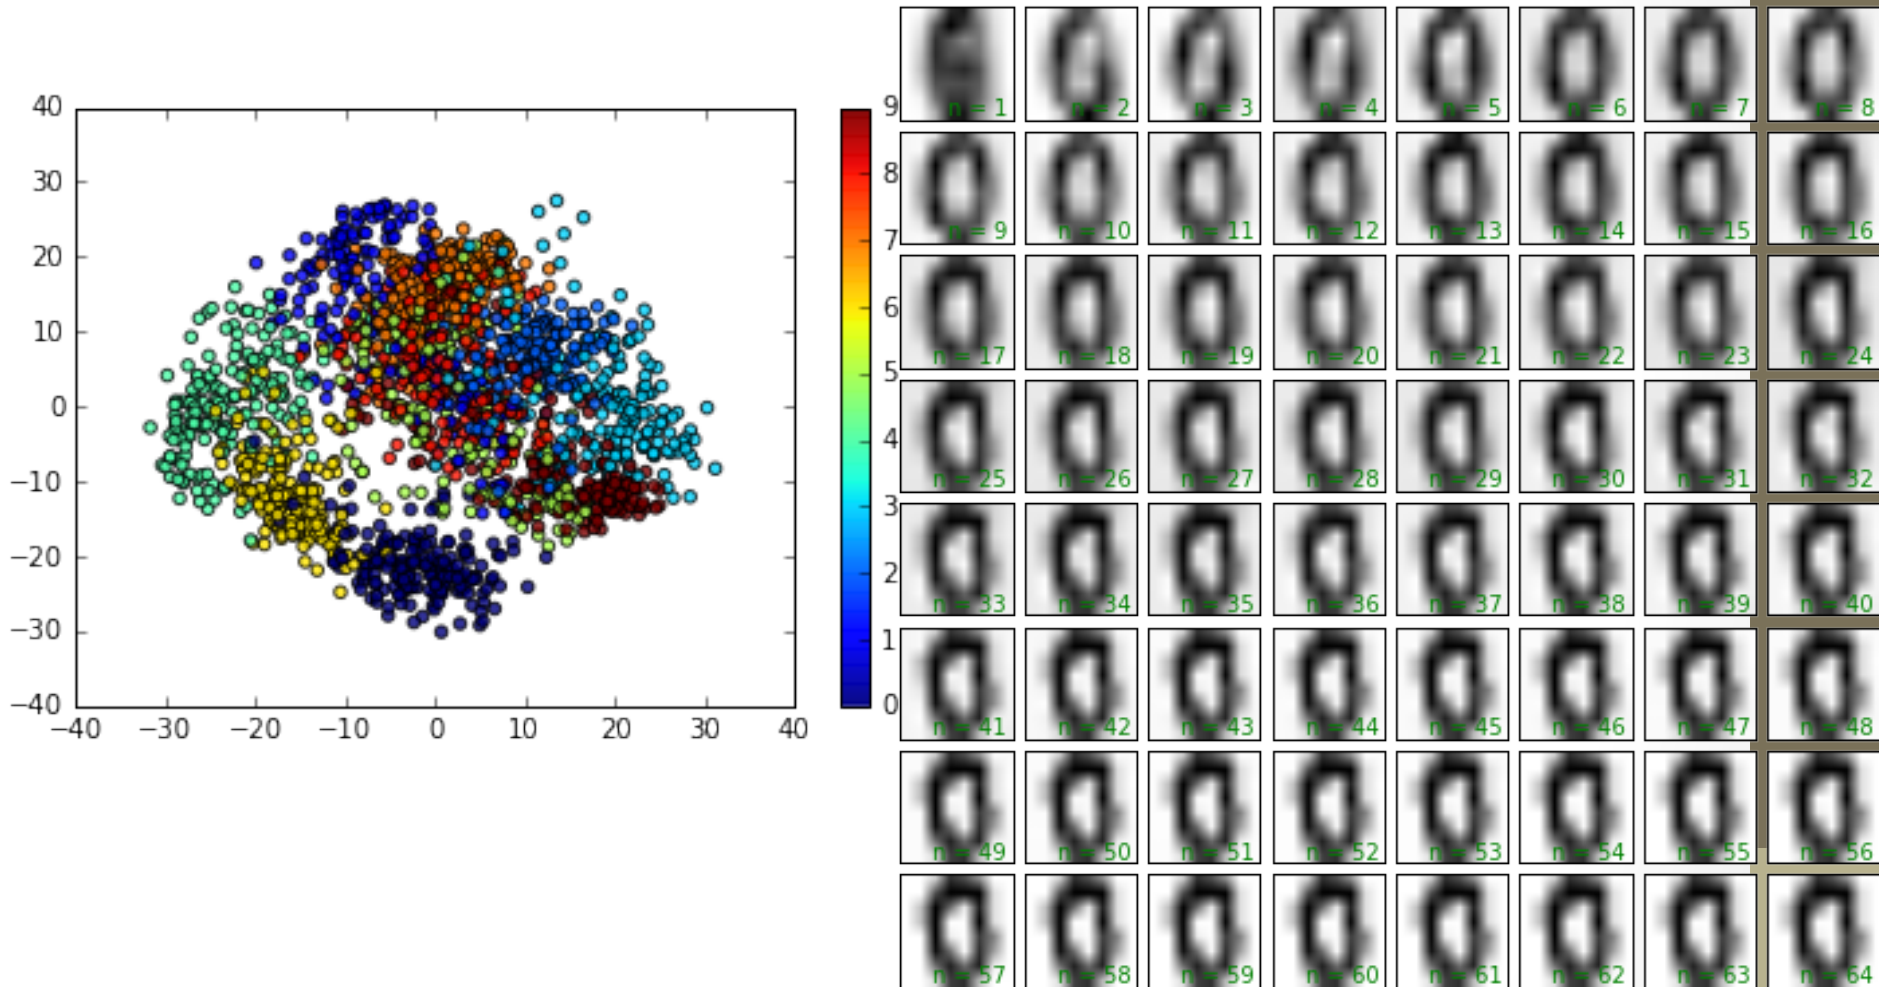 40
30
20
10
0
−10
−20
−30
−40
−40 −30 −20 −10 0 10 20 30 40
9
8
7
6
5
4
3
2
1
0
n = 1 n = 2 n = 3 n = 4 n = 5 n = 6 n = 7 n = 8
n = 9 n = 10 n = 11 n = 12 n = 13 n = 14 n = 15 n = 16
n = 17 n = 18 n = 19 n = 20 n = 21 n = 22 n = 23 n = 24
n = 25 n = 26 n = 27 n = 28 n = 29 n = 30 n = 31 n = 32
n = 33 n = 34 n = 35 n = 36 n = 37 n = 38 n = 39 n = 40
n = 41 n = 42 n = 43 n = 44 n = 45 n = 46 n = 47 n = 48
n = 49 n = 50 n = 51 n = 52 n = 53 n = 54 n = 55 n = 56
n = 57 n = 58 n = 59 n = 60 n = 61 n = 62 n = 63 n = 64